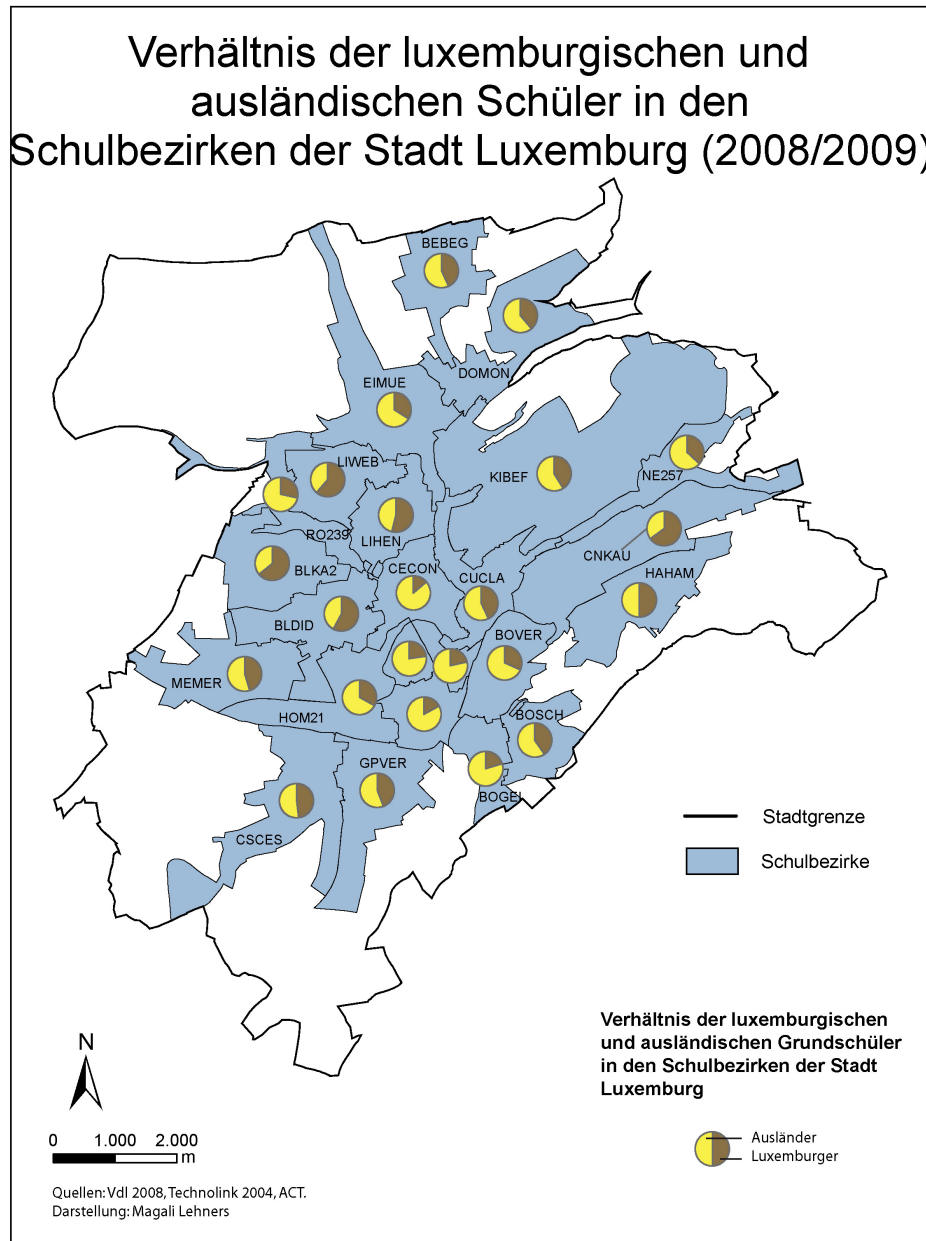 Verhältnis der luxemburgischen und
ausländischen Schüler in den
Schulbezirken der Stadt Luxemburg (2008/2009)
BEBEG
DOMON
EIMUE
LIWEB
KIBEF
NE257
RO239
LIHEN
CNKAU
BLKA2
CECON
CUCLA
HAHAM
BLDID
BOVER
MEMER
HOM21
BOSCH
GPVER
BOGEL
CSCES
Stadtgrenze
Schulbezirke
Verhältnis der luxemburgischen
und ausländischen Grundschüler
in den Schulbezirken der Stadt
Luxemburg
Ausländer
Luxemburger
N
0 1.000 2.000
m
Quellen: Vdl 2008, Technolink 2004, ACT.
Darstellung: Magali Lehners